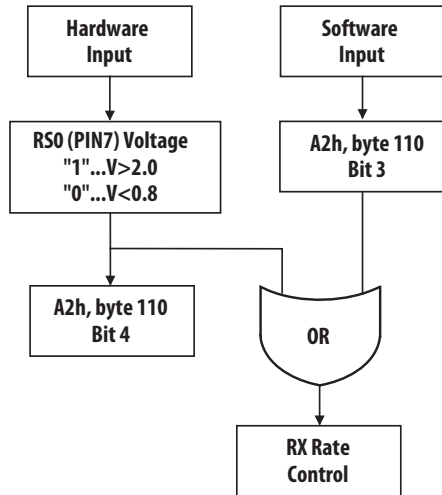 Hardware
Input
Software
Input
RS0 (PIN7) Voltage
"1"...V>2.0
"0"...V<0.8
A2h, byte 110
Bit 3
A2h, byte 110
Bit 4
OR
RX Rate
Control